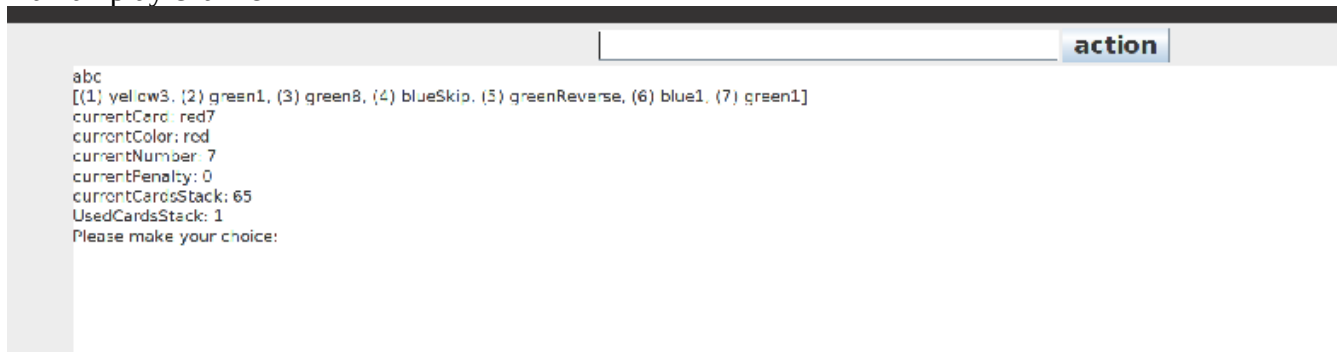 action
abc
[(1) yellow3, (2) green1, (3) green8, (4) blueSkip, (5) greenReverse, (6) blue1, (7) green1]
currentCard: red7
currentColor: red
currentNumber: 7
currentPenalty: 0
currentCardsStack: 65
UsedCardsStack: 1
Please make your choice: